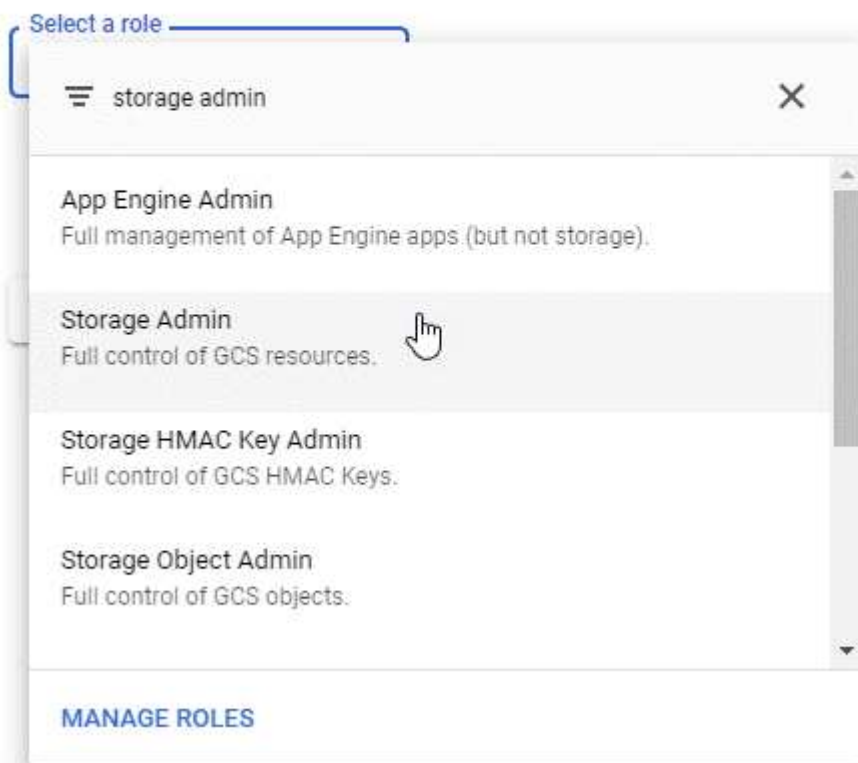 Select a role
storage admin
App Engine Admin
Full management of App Engine apps (but not storage).
Storage Admin
Full control of GCS resources.
Storage HMAC Key Admin
Full control of GCS HMAC Keys.
Storage Object Admin
Full control of GCS objects.
MANAGE ROLES